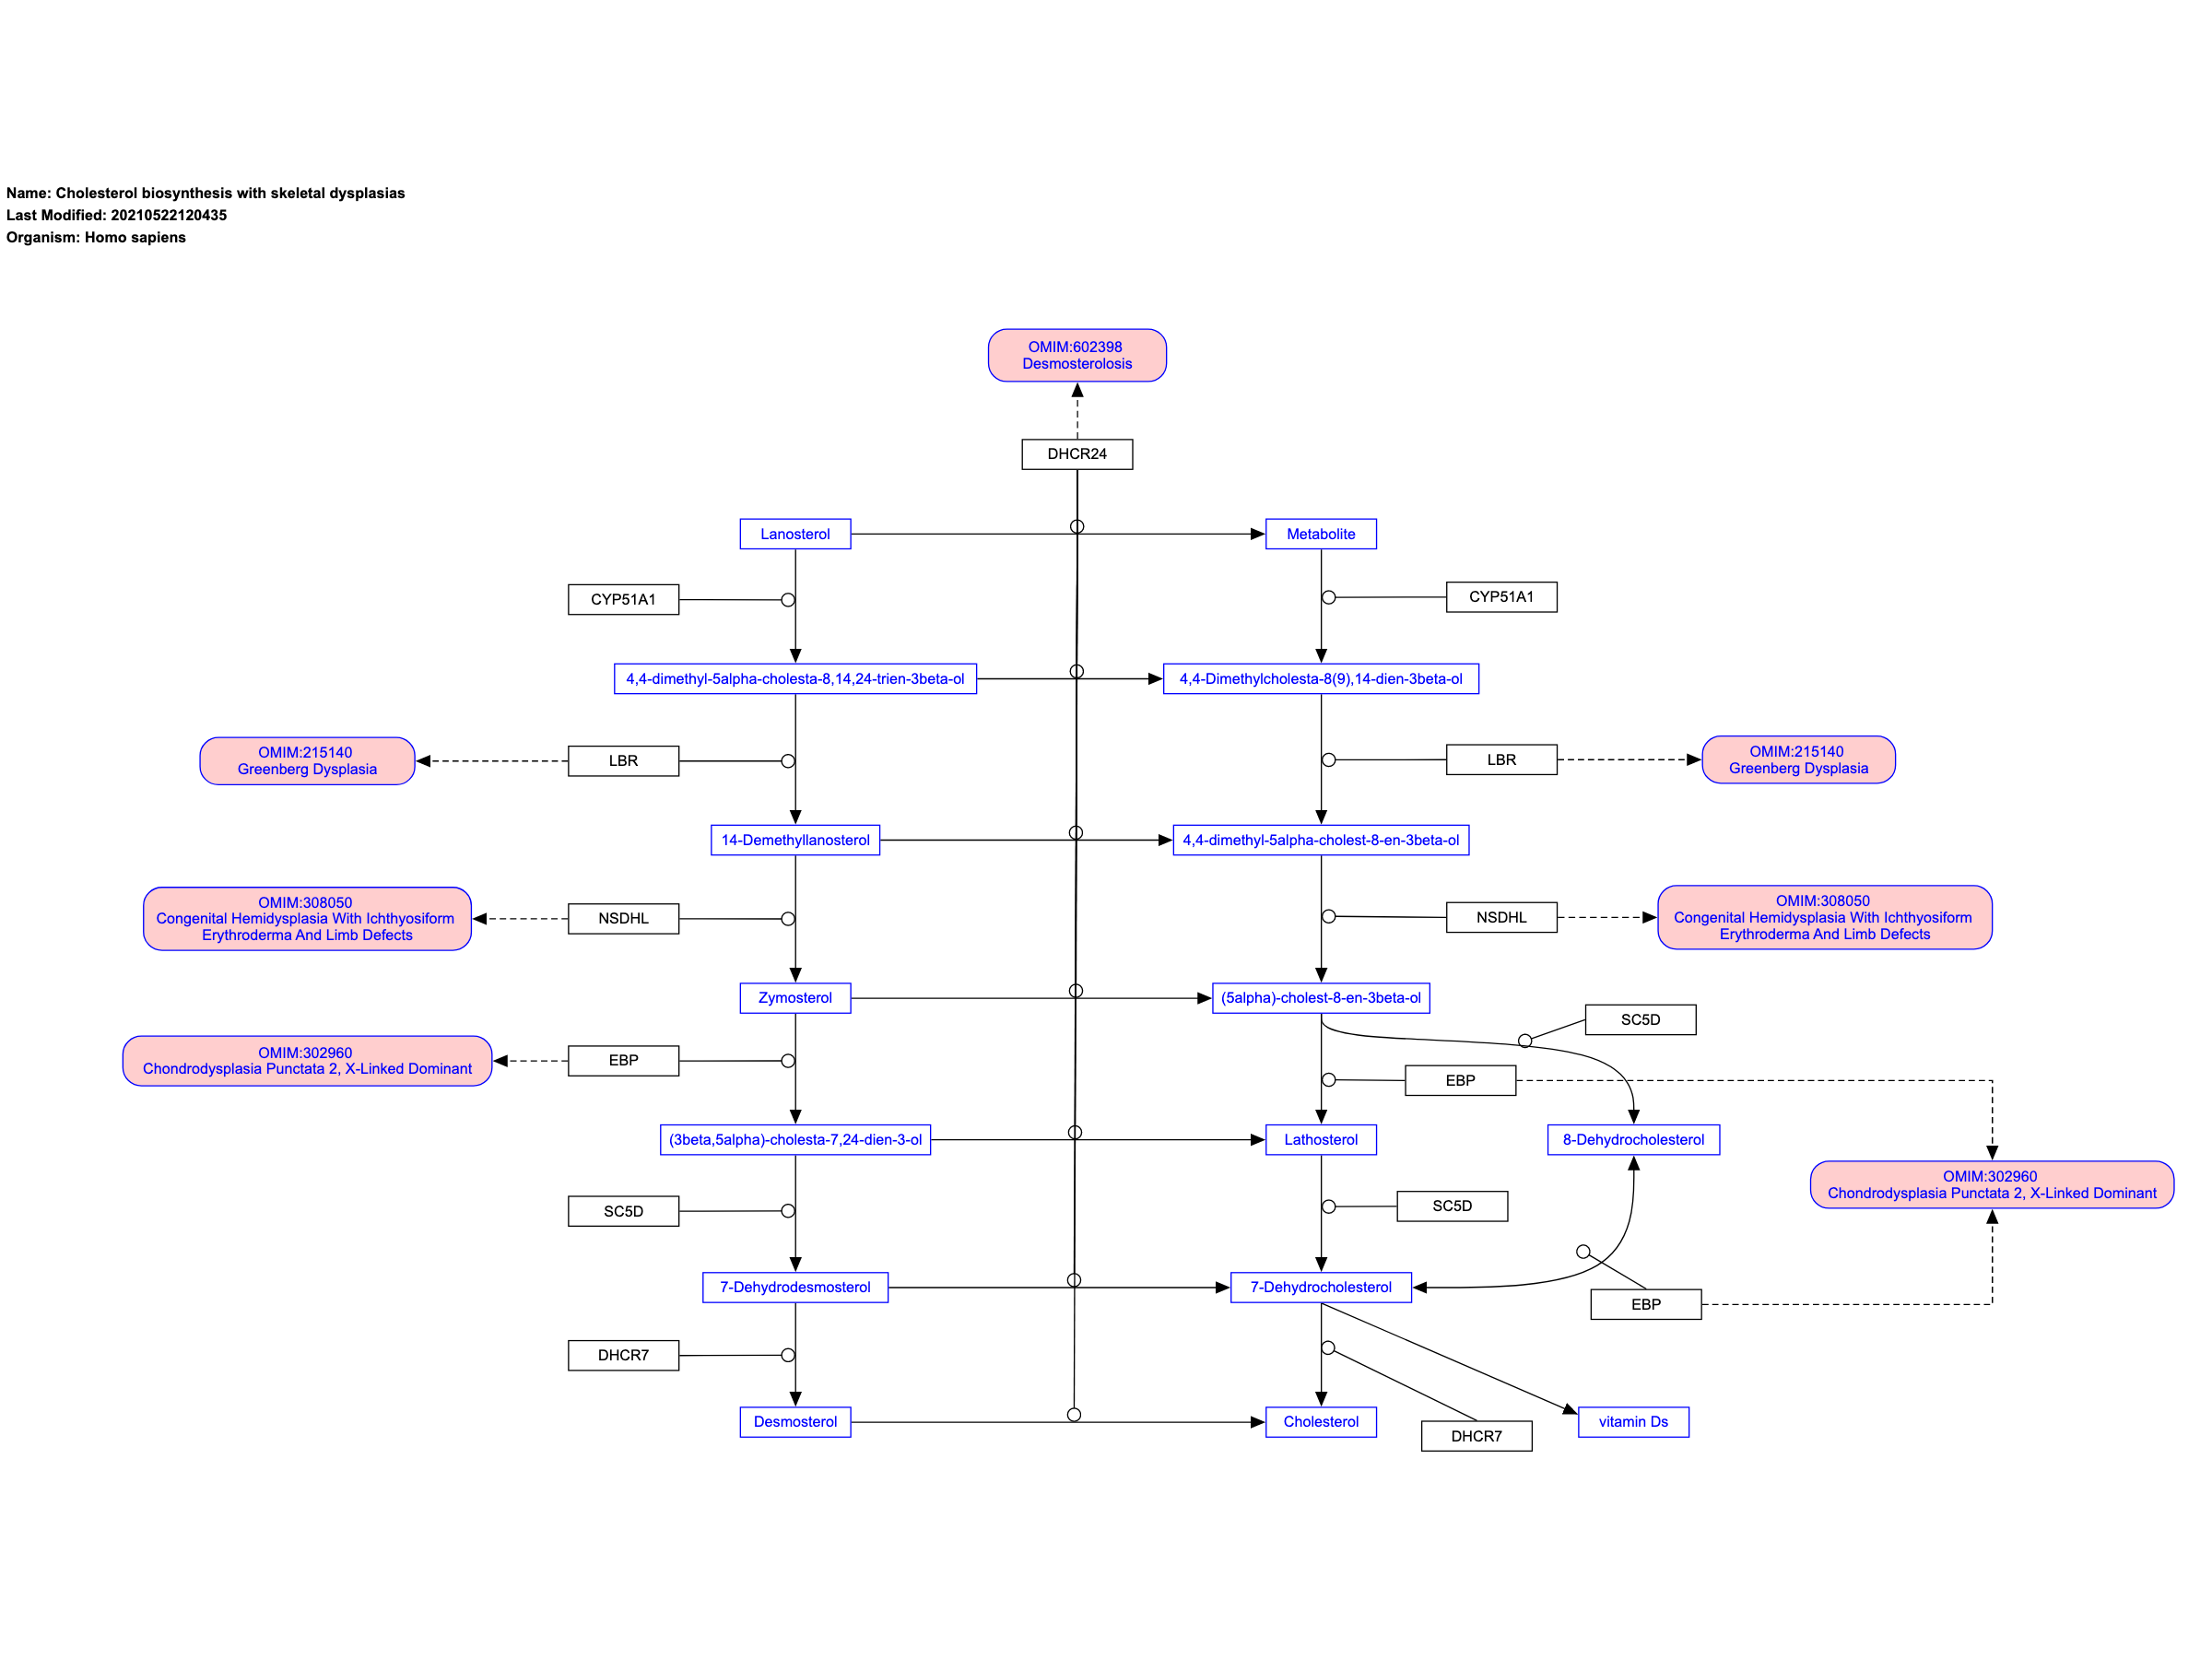 Name: Cholesterol biosynthesis with skeletal dysplasias
Last Modified: 20210522120435
Organism: Homo sapiens
OMIM:602398
Desmosterolosis
DHCR24
Lanosterol
Metabolite
CYP51A1
CYP51A1
4,4-dimethyl-5alpha-cholesta-8,14,24-trien-3beta-ol
4,4-Dimethylcholesta-8(9),14-dien-3beta-ol
OMIM:215140
Greenberg Dysplasia
LBR
LBR
OMIM:215140
Greenberg Dysplasia
14-Demethyllanosterol
4,4-dimethyl-5alpha-cholest-8-en-3beta-ol
OMIM:308050
Congenital Hemidysplasia With Ichthyosiform
Erythroderma And Limb Defects
NSDHL
NSDHL
OMIM:308050
Congenital Hemidysplasia With Ichthyosiform
Erythroderma And Limb Defects
Zymosterol
(5alpha)-cholest-8-en-3beta-ol
SC5D
OMIM:302960
Chondrodysplasia Punctata 2, X-Linked Dominant
EBP
EBP
(3beta,5alpha)-cholesta-7,24-dien-3-ol
Lathosterol
8-Dehydrocholesterol
OMIM:302960
Chondrodysplasia Punctata 2, X-Linked Dominant
SC5D
SC5D
7-Dehydrodesmosterol
7-Dehydrocholesterol
EBP
DHCR7
Desmosterol
Cholesterol
vitamin Ds
DHCR7